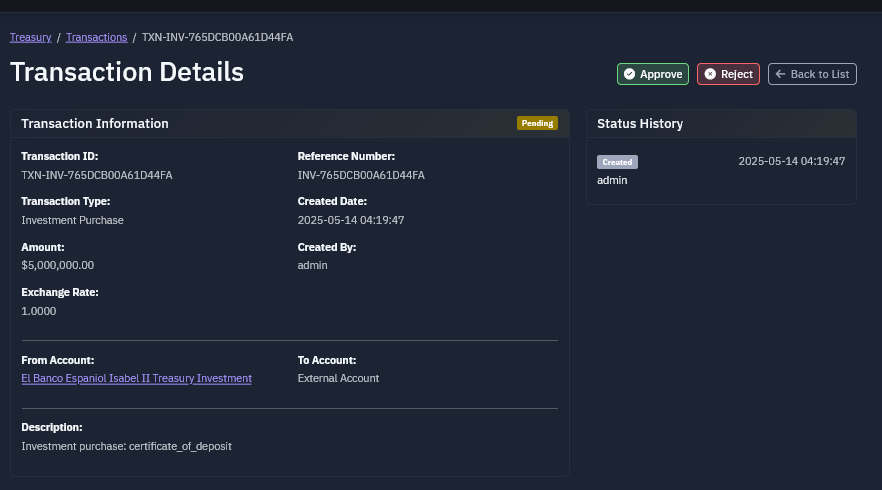 Treasury / Transactions / TXN-INV-765DCB00A61D44FA
Transaction Details
Approve
Reject
← Back to List
Transaction Information
Pending
Transaction ID:
TXN-INV-765DCB00A61D44FA
Reference Number:
INV-765DCB00A61D44FA
Transaction Type:
Investment Purchase
Created Date:
2025-05-14 04:19:47
Amount:
$5,000,000.00
Created By:
admin
Exchange Rate:
1.0000
From Account:
El Banco Espaniol Isabel II Treasury Investment
To Account:
External Account
Description:
Investment purchase: certificate_of_deposit
Status History
Created
2025-05-14 04:19:47
admin